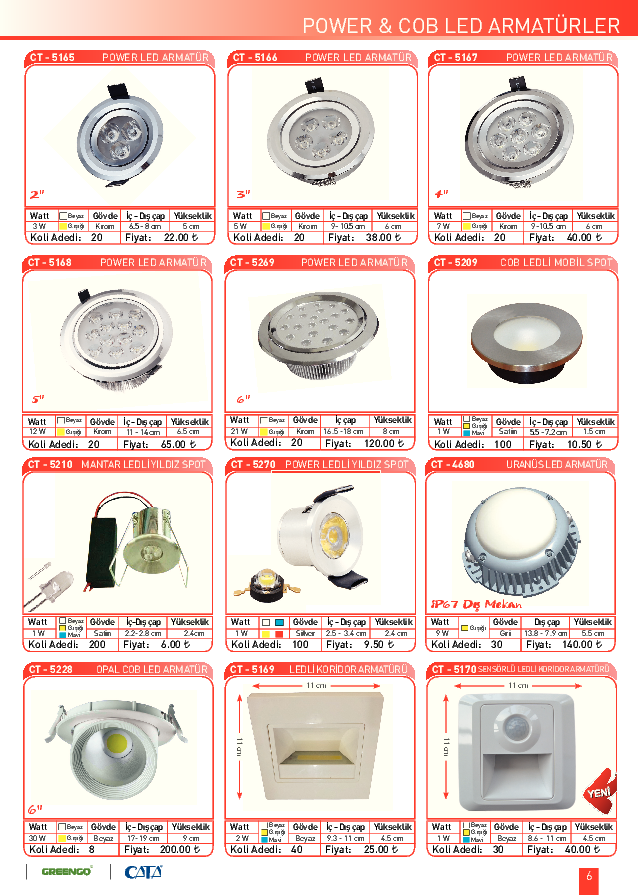 POWER & COB LED ARMATÜRLER
CT - 5165 POWER LED ARMATÜR
2"
Watt Beyaz Gövde İç - Dış çap Yükseklik
3 W G.ışığı Krom 6.5 - 8 cm 5 cm
Koli Adedi: 20 Fiyat: 22.00 ₺
CT - 5166 POWER LED ARMATÜR
3"
Watt Beyaz Gövde İç - Dış çap Yükseklik
5 W G.ışığı Krom 9 - 10.5 cm 6 cm
Koli Adedi: 20 Fiyat: 38.00 ₺
CT - 5167 POWER LED ARMATÜR
4"
Watt Beyaz Gövde İç - Dış çap Yükseklik
7 W G.ışığı Krom 9 -10.5 cm 6 cm
Koli Adedi: 20 Fiyat: 40.00 ₺
CT - 5168 POWER LED ARMATÜR
5"
Watt Beyaz Gövde İç - Dış çap Yükseklik
12 W G.ışığı Krom 11 - 14 cm 6.5 cm
Koli Adedi: 20 Fiyat: 65.00 ₺
CT - 5269 POWER LED ARMATÜR
6"
Watt Beyaz Gövde İç çap Yükseklik
21 W G.ışığı Krom 16.5 -18 cm 8 cm
Koli Adedi: 20 Fiyat: 120.00 ₺
CT - 5209 COB LEDLİ MOBİL SPOT
Watt Beyaz G.ışığı Mavi Gövde İç - Dış çap Yükseklik
1 W Satin 5.5 -7.2 cm 1.5 cm
Koli Adedi: 100 Fiyat: 10.50 ₺
CT - 5210 MANTAR LEDLİ YILDIZ SPOT
Watt Beyaz G.ışığı Mavi Gövde İç-Dış çap Yükseklik
1 W Satin 2.2-2.8 cm 2.4cm
Koli Adedi: 200 Fiyat: 6.00 ₺
CT - 5270 POWER LEDLİ YILDIZ SPOT
Watt Gövde İç-Dış çap Yükseklik
1 W Silver 2.5 - 3.4 cm 2.4 cm
Koli Adedi: 100 Fiyat: 9.50 ₺
CT - 4680 URANÜS LED ARMATÜR
IP67 Dış Mekan
Watt G.ışığı Gövde Dış çap Yükseklik
9 W Gri 13.8 - 7.9 cm 5.5 cm
Koli Adedi: 30 Fiyat: 140.00 ₺
CT - 5228 OPAL COB LED ARMATÜR
6"
Watt Beyaz Gövde İç - Dış çap Yükseklik
30 W G.ışığı Beyaz 17- 19 cm 9 cm
Koli Adedi: 8 Fiyat: 200.00 ₺
CT - 5169 LEDLİ KORİDOR ARMATÜRÜ
11 cm
11 cm
Watt Beyaz G.ışığı Mavi Gövde İç - Dış çap Yükseklik
2 W Beyaz 9.3 - 11 cm 4.5 cm
Koli Adedi: 40 Fiyat: 25.00 ₺
CT - 5170 SENSÖRLÜ LEDLİ KORİDOR ARMATÜRÜ
11 cm
11 cm
YENİ
Watt Beyaz G.ışığı Mavi Gövde İç - Dış çap Yükseklik
1 W Beyaz 8.6 - 11 cm 4.5 cm
Koli Adedi: 30 Fiyat: 40.00 ₺
GREENGO® CATA® 6